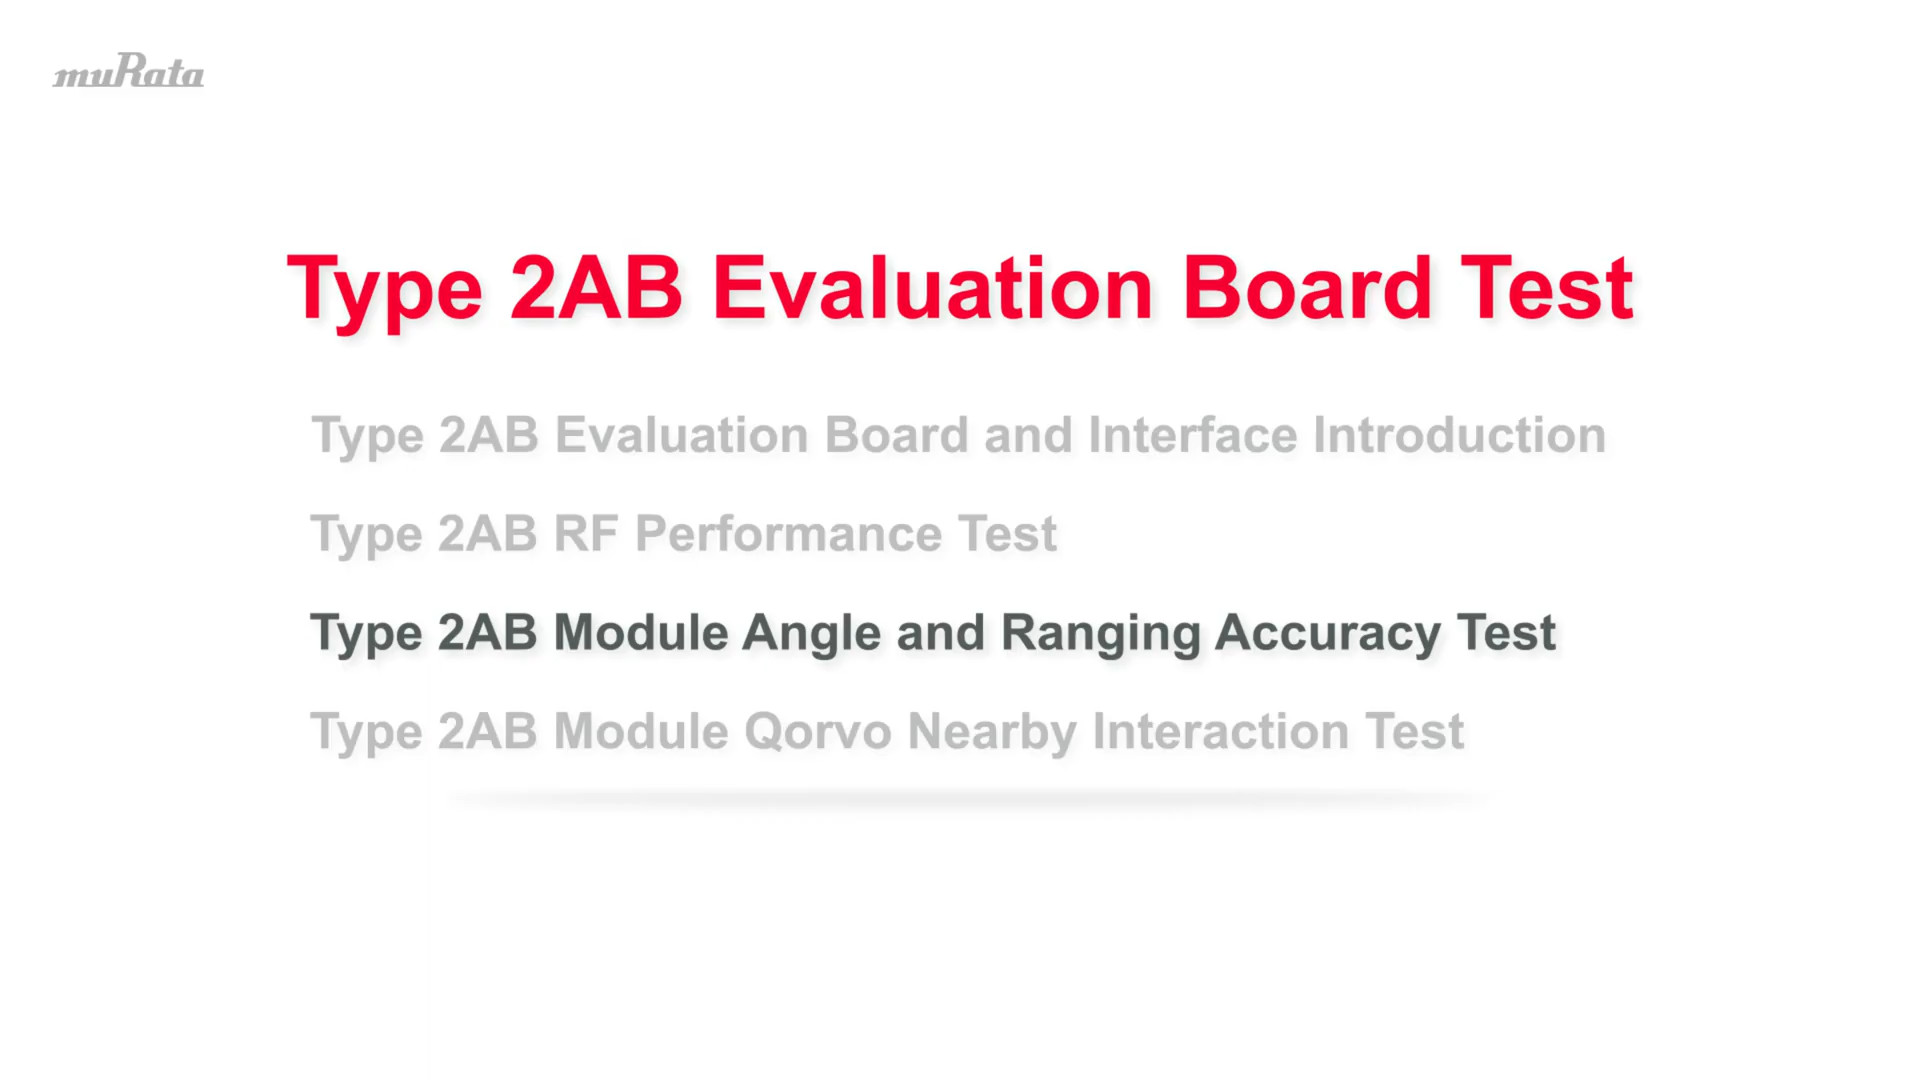 muRata
Type 2AB Evaluation Board Test
Type 2AB Evaluation Board and Interface Introduction
Type 2AB RF Performance Test
Type 2AB Module Angle and Ranging Accuracy Test
Type 2AB Module Qorvo Nearby Interaction Test